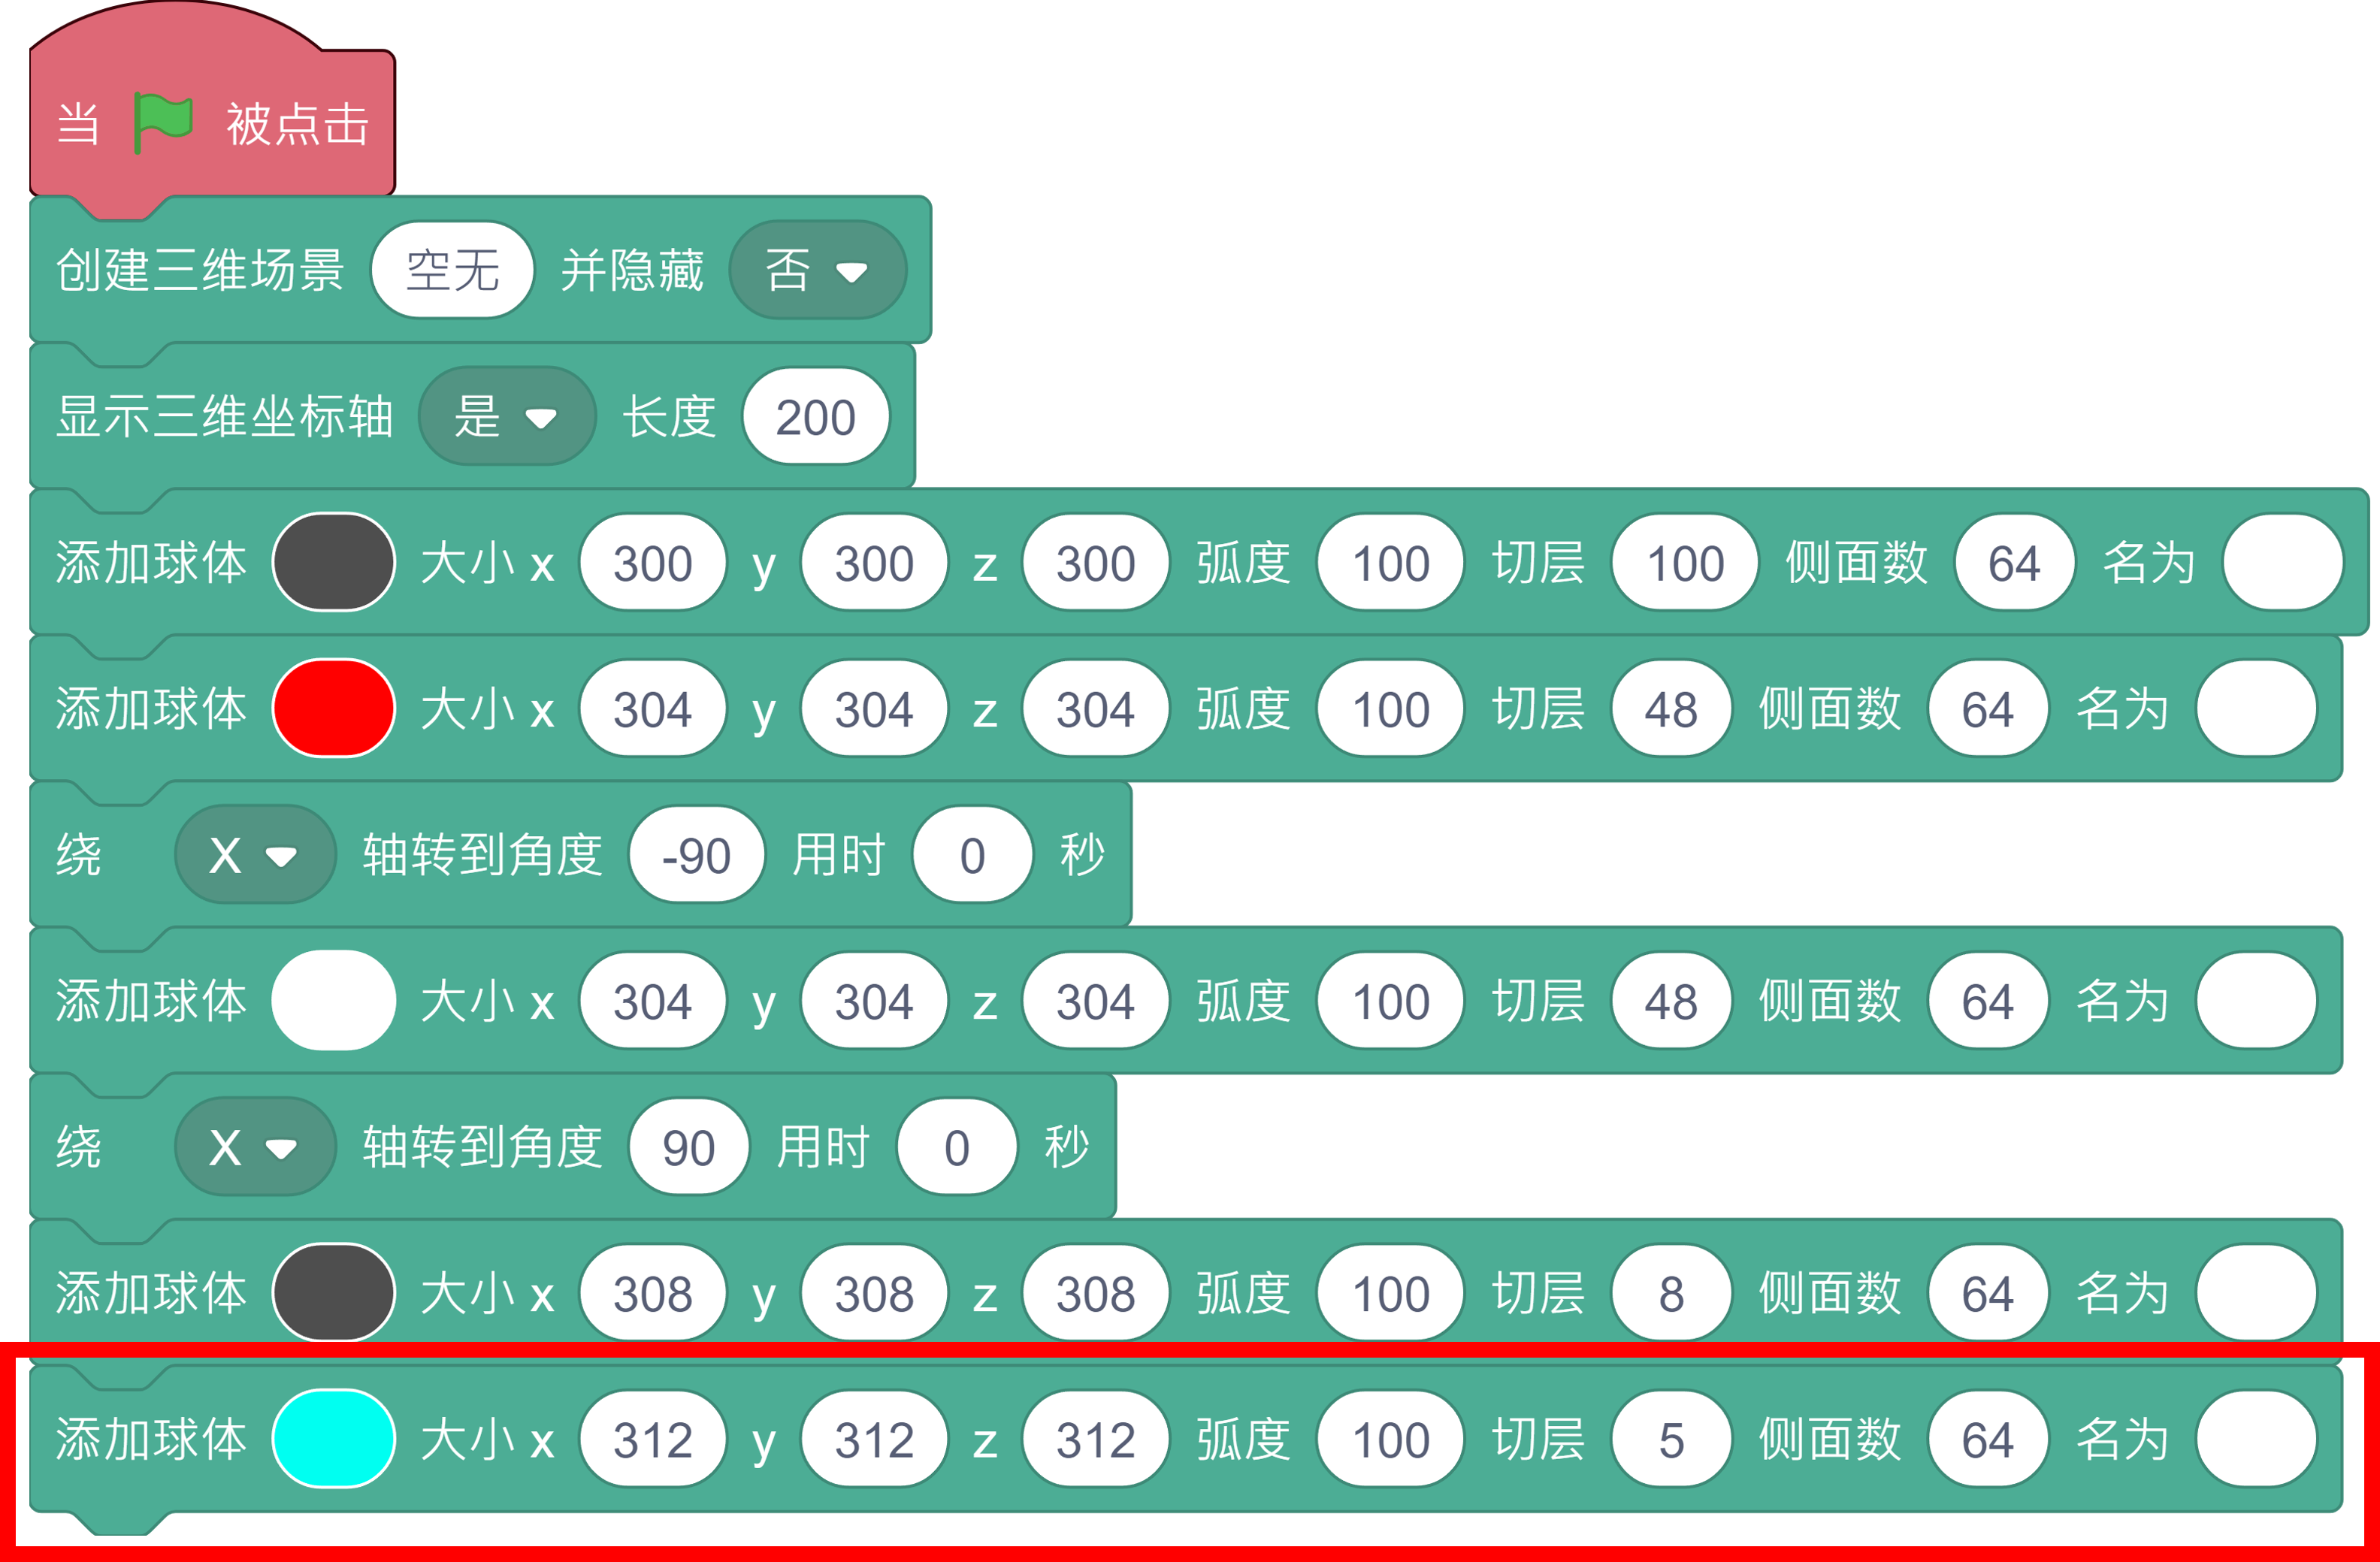 当 被点击
创建三维场景 空无 并隐藏 否
显示三维坐标轴 是 长度 200
添加球体 大小 x 300 y 300 z 300 弧度 100 切层 100 侧面数 64 名为
添加球体 大小 x 304 y 304 z 304 弧度 100 切层 48 侧面数 64 名为
绕 X 轴转到角度 -90 用时 0 秒
添加球体 大小 x 304 y 304 z 304 弧度 100 切层 48 侧面数 64 名为
绕 X 轴转到角度 90 用时 0 秒
添加球体 大小 x 308 y 308 z 308 弧度 100 切层 8 侧面数 64 名为
添加球体 大小 x 312 y 312 z 312 弧度 100 切层 5 侧面数 64 名为